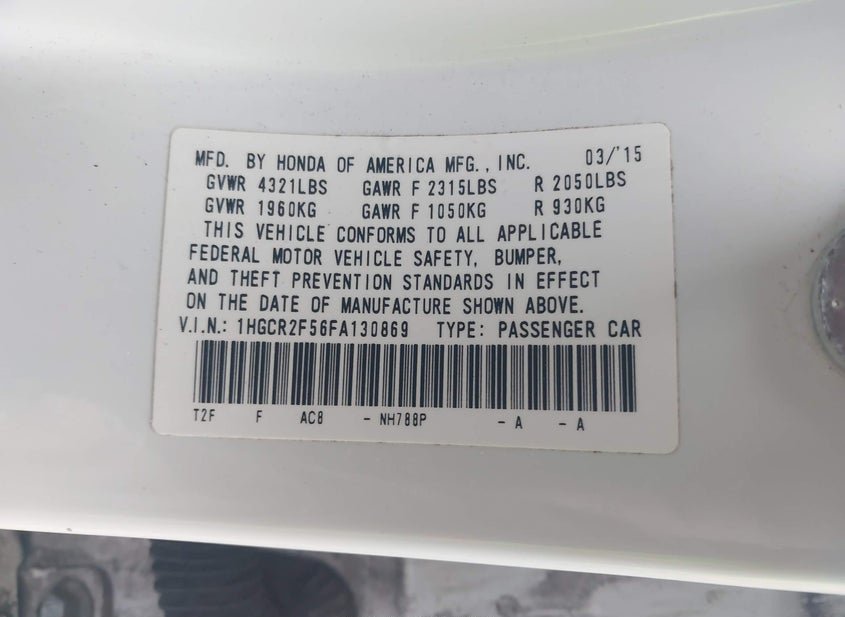 MFD. BY HONDA OF AMERICA MFG., INC. 03/'15
GVWR 4321LBS GAWR F 2315LBS R 2050LBS
GVWR 1960KG GAWR F 1050KG R 930KG
THIS VEHICLE CONFORMS TO ALL APPLICABLE
FEDERAL MOTOR VEHICLE SAFETY, BUMPER,
AND THEFT PREVENTION STANDARDS IN EFFECT
ON THE DATE OF MANUFACTURE SHOWN ABOVE.
V.I.N.: 1HGCR2F56FA130869 TYPE: PASSENGER CAR
T2F F AC8 - NH788P - A - A